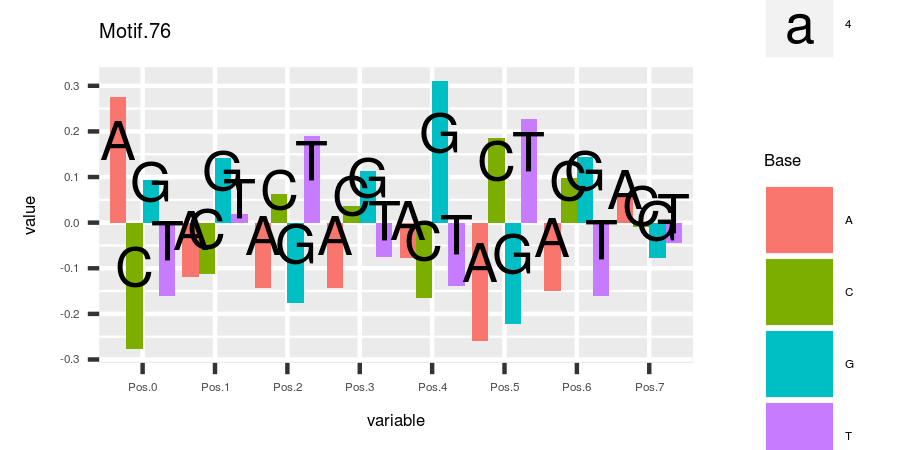 Motif.76
a 4
value
0.3
0.2
0.1
0.0
-0.1
-0.2
-0.3
A C G T A C G T A C G T A C G T A C G T A C G T A C G T A C G T
Pos.0 Pos.1 Pos.2 Pos.3 Pos.4 Pos.5 Pos.6 Pos.7
variable
Base
A
C
G
T